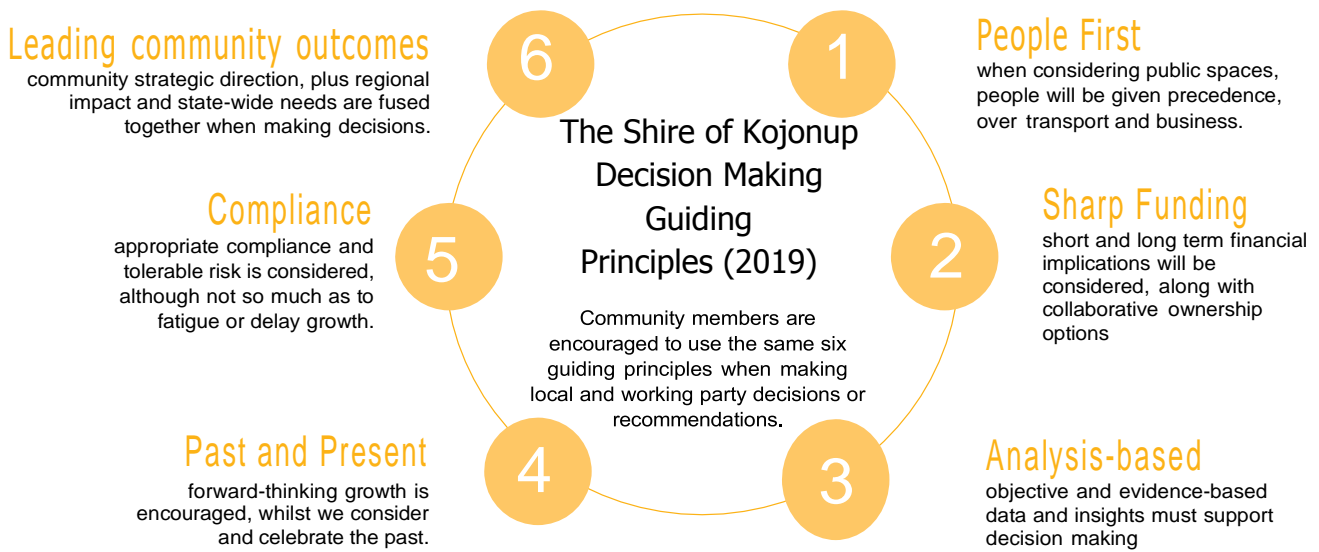 The Shire of Kojonup
Decision Making
Guiding
Principles (2019)
Community members are
encouraged to use the same six
guiding principles when making
local and working party decisions or
recommendations.
1
People First
when considering public spaces,
people will be given precedence,
over transport and business.
2
Sharp Funding
short and long term financial
implications will be
considered, along with
collaborative ownership
options
3
Analysis-based
objective and evidence-based
data and insights must support
decision making
4
Past and Present
forward-thinking growth is
encouraged, whilst we consider
and celebrate the past.
5
Compliance
appropriate compliance and
tolerable risk is considered,
although not so much as to
fatigue or delay growth.
6
Leading community outcomes
community strategic direction, plus regional
impact and state-wide needs are fused
together when making decisions.